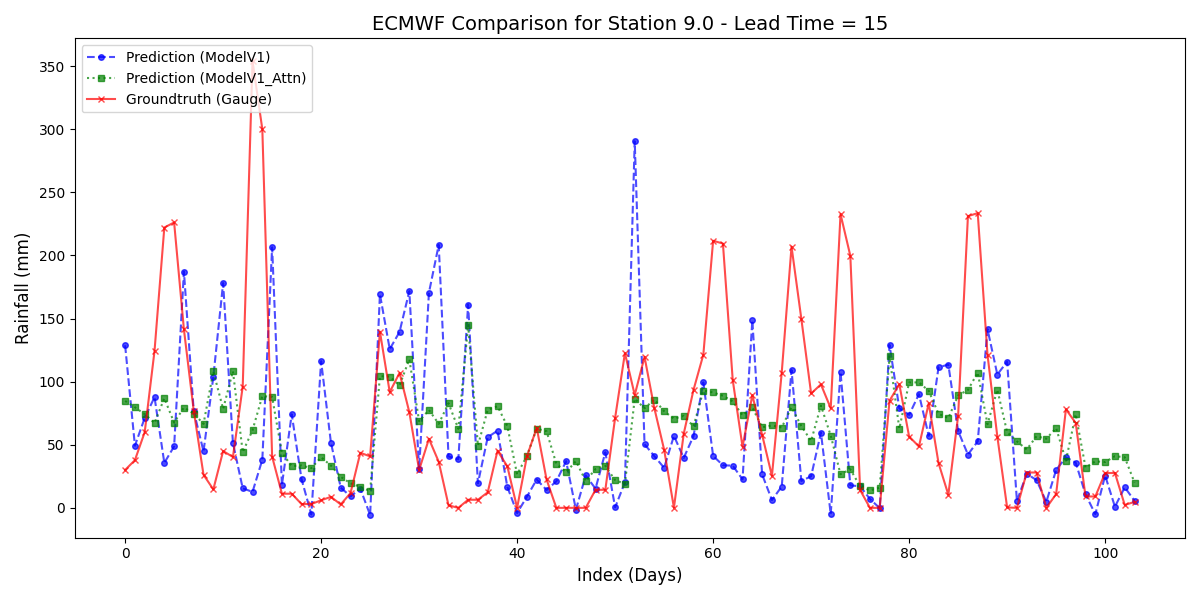 ECMWF Comparison for Station 9.0 - Lead Time = 15
Prediction (ModelV1)
Prediction (ModelV1_Attn)
Groundtruth (Gauge)
350
300
250
200
150
100
50
0
Rainfall (mm)
0 20 40 60 80 100
Index (Days)